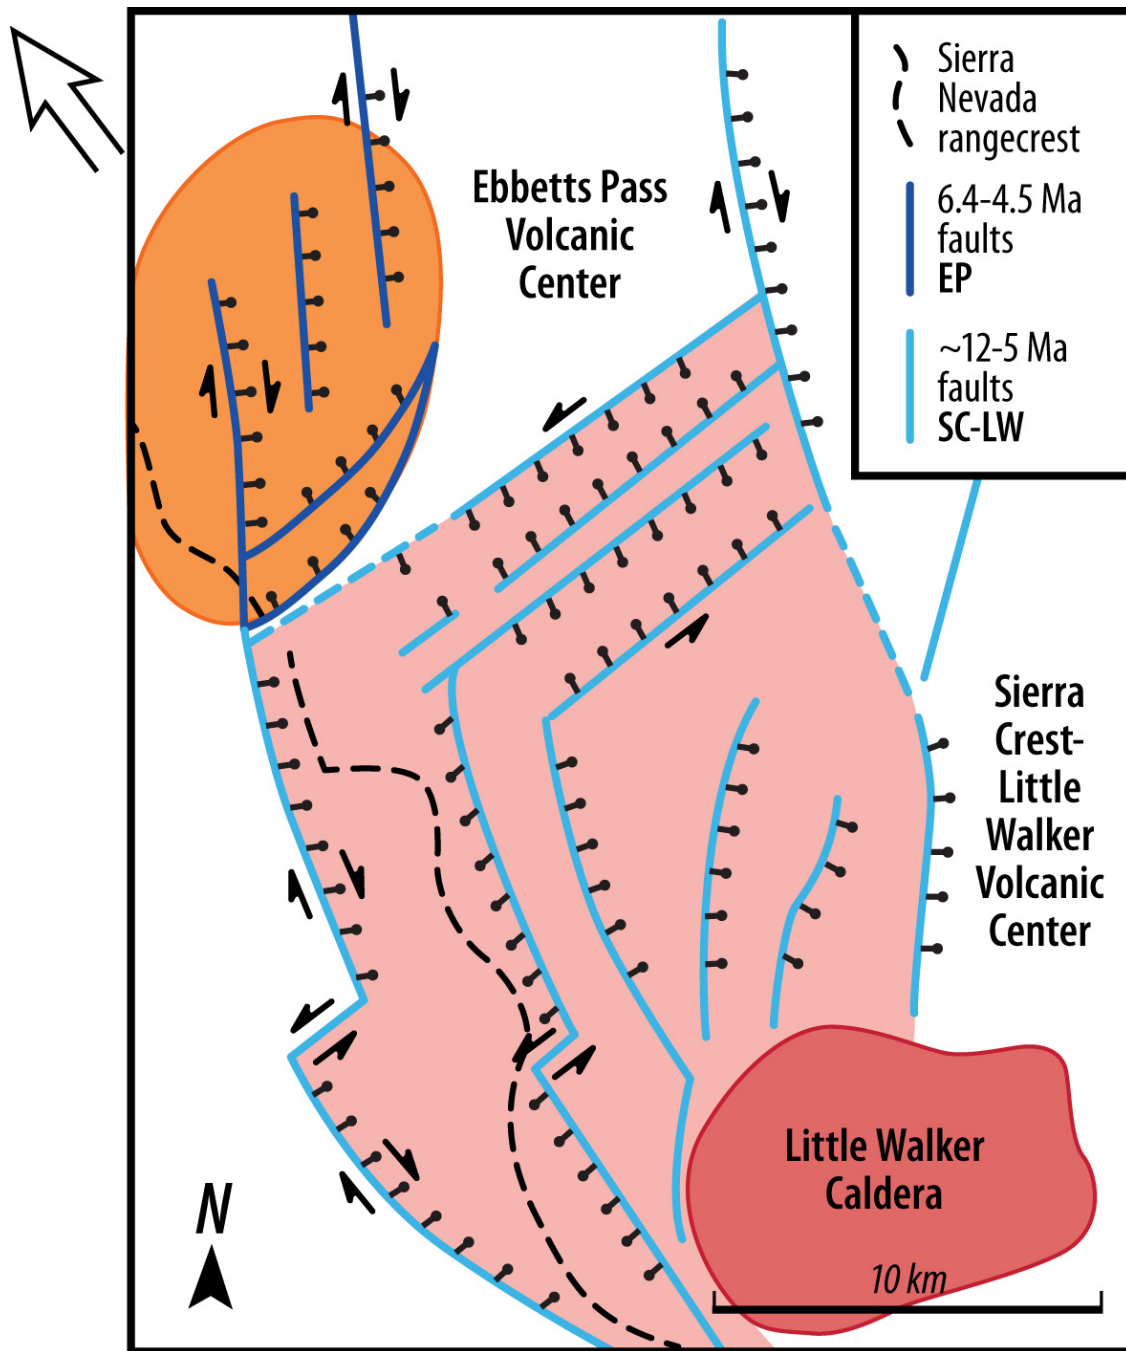 Sierra
Nevada
rangecrest
6.4-4.5 Ma
faults
EP
~12-5 Ma
faults
SC-LW
Ebbetts Pass
Volcanic
Center
Sierra
Crest-
Little
Walker
Volcanic
Center
Little Walker
Caldera
N
10 km